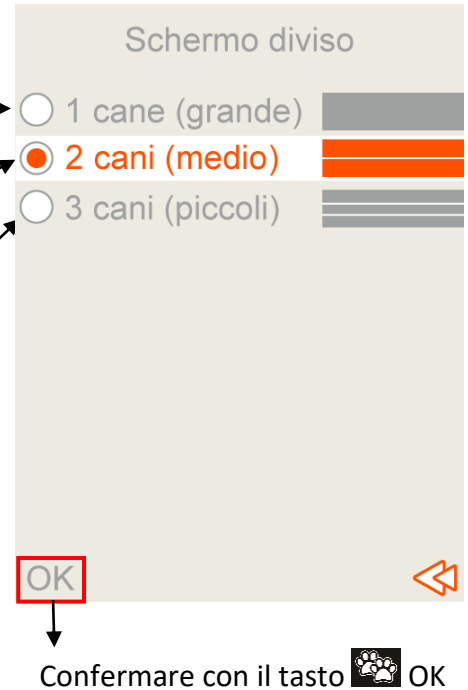 Schermo diviso
1 cane (grande)
2 cani (medio)
3 cani (piccoli)
OK
Confermare con il tasto OK